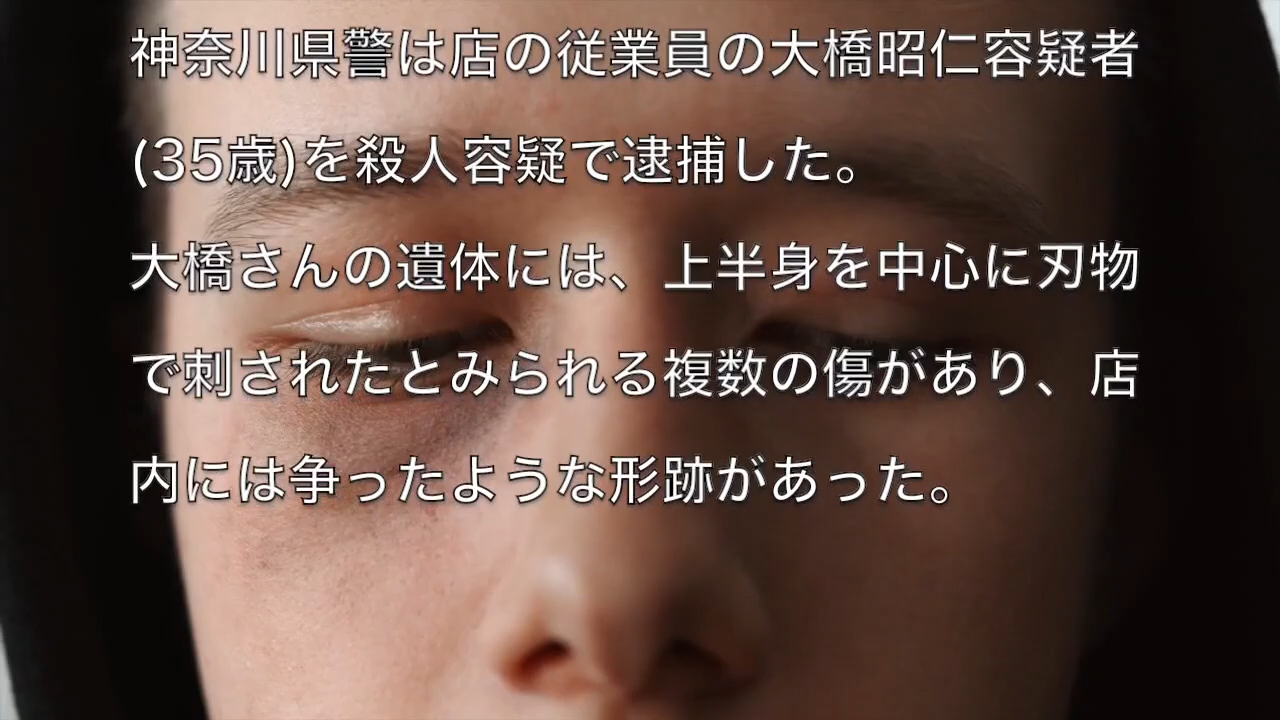 神奈川県警は店の従業員の大橋昭仁容疑者
(35歳)を殺人容疑で逮捕した。
大橋さんの遺体には、上半身を中心に刃物
で刺されたとみられる複数の傷があり、店
内には争ったような形跡があった。